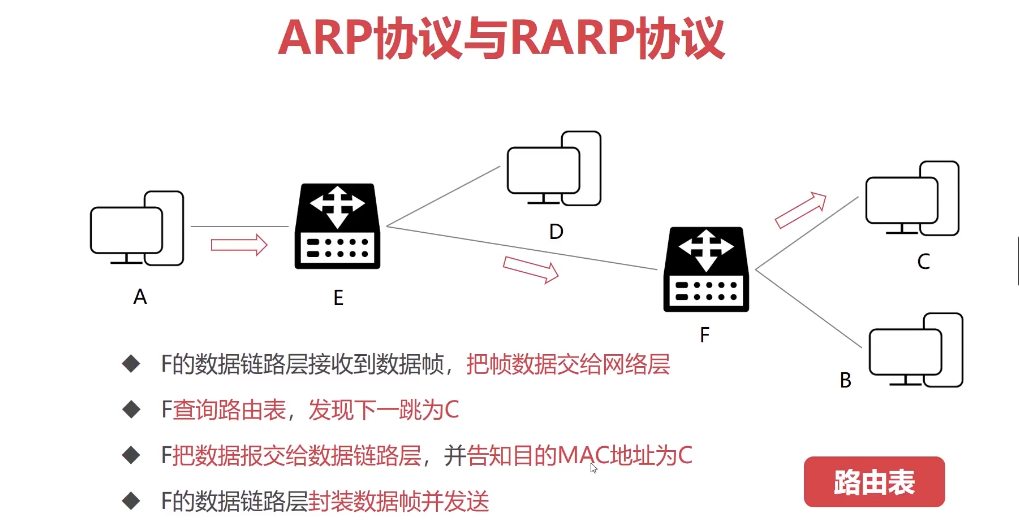 ARP协议与RARP协议
D
C
A
E
F
B
F的数据链路层接收到数据帧，把帧数据交给网络层
F查询路由表，发现下一跳为C
F把数据报交给数据链路层，并告知目的MAC地址为C
F的数据链路层封装数据帧并发送
路由表